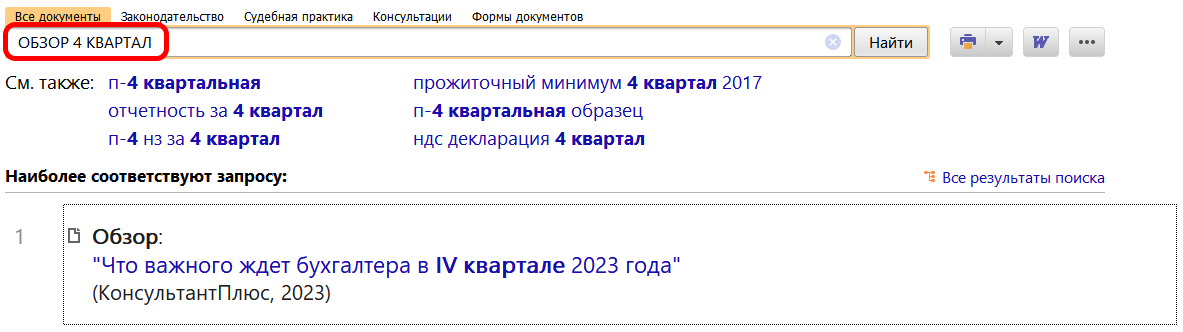 Все документы Законодательство Судебная практика Консультации Формы документов
ОБЗОР 4 КВАРТАЛ Найти W
См. также: п-4 квартальная прожиточный минимум 4 квартал 2017
отчетность за 4 квартал п-4 квартальная образец
п-4 нз за 4 квартал ндс декларация 4 квартал
Наиболее соответствуют запросу: Все результаты поиска
1 Обзор:
"Что важного ждет бухгалтера в IV квартале 2023 года"
(КонсультантПлюс, 2023)